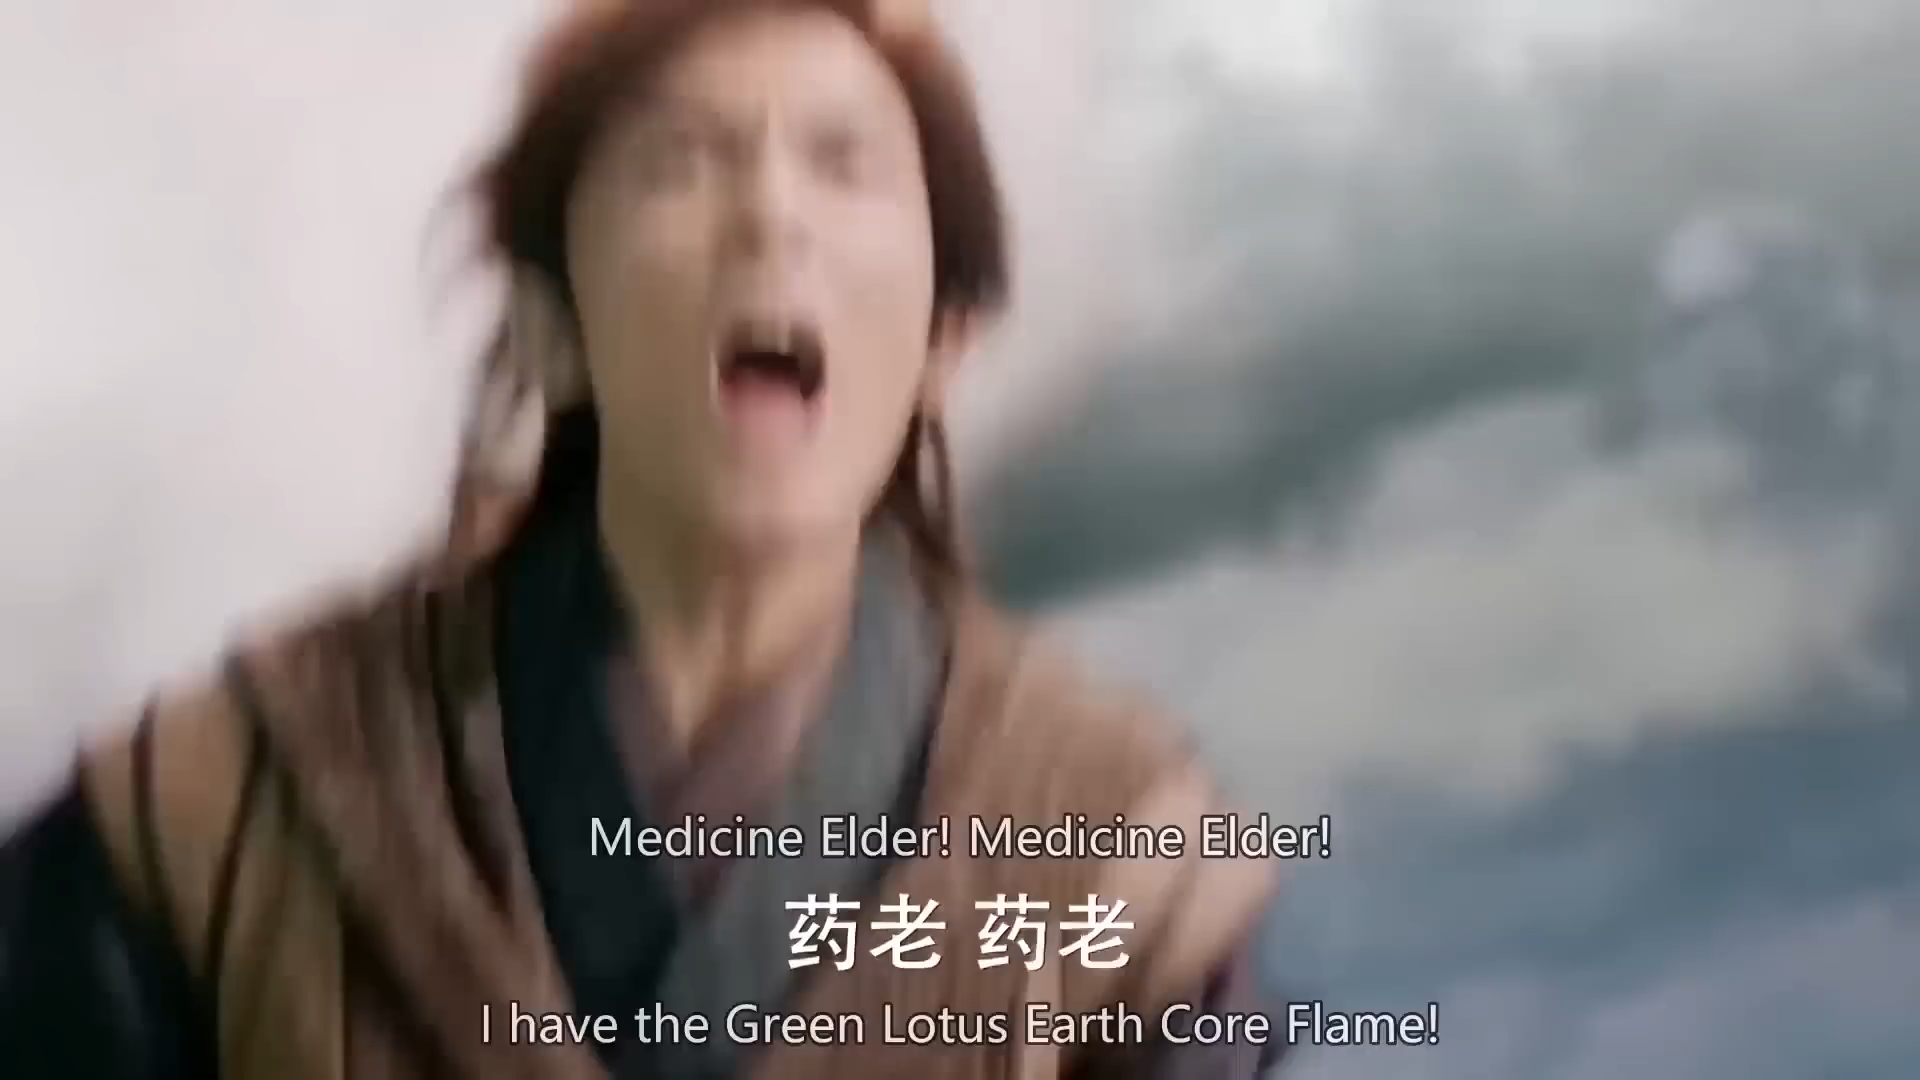 Medicine Elder! Medicine Elder!
药老 药老
I have the Green Lotus Earth Core Flame!